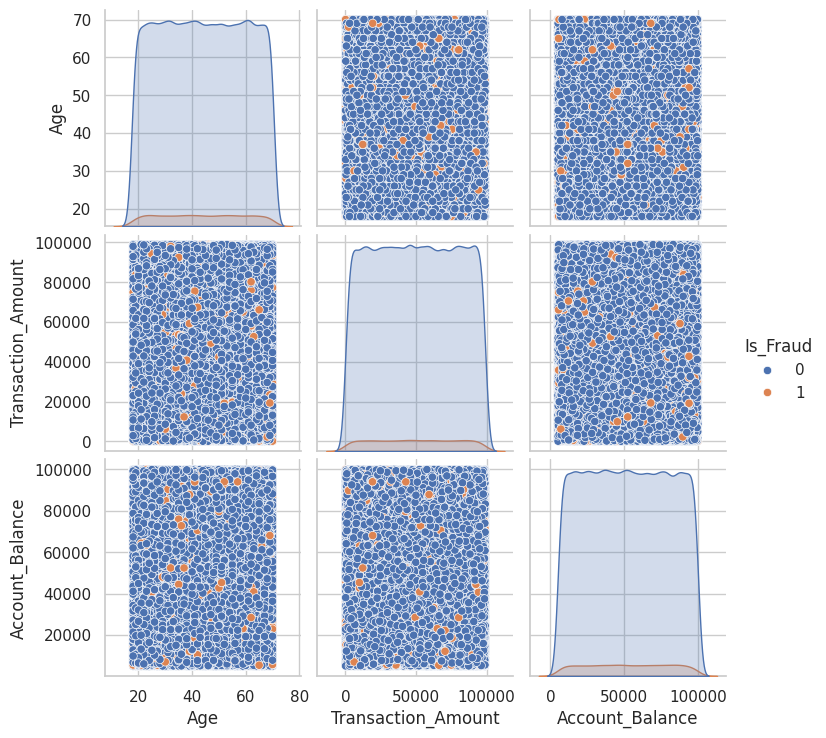 70
60
50
40
30
20
Age
100000
80000
60000
40000
20000
0
Transaction_Amount
Is_Fraud
0
1
100000
80000
60000
40000
20000
Account_Balance
20 40 60 80
0 50000 100000
0 50000 100000
Age
Transaction_Amount
Account_Balance